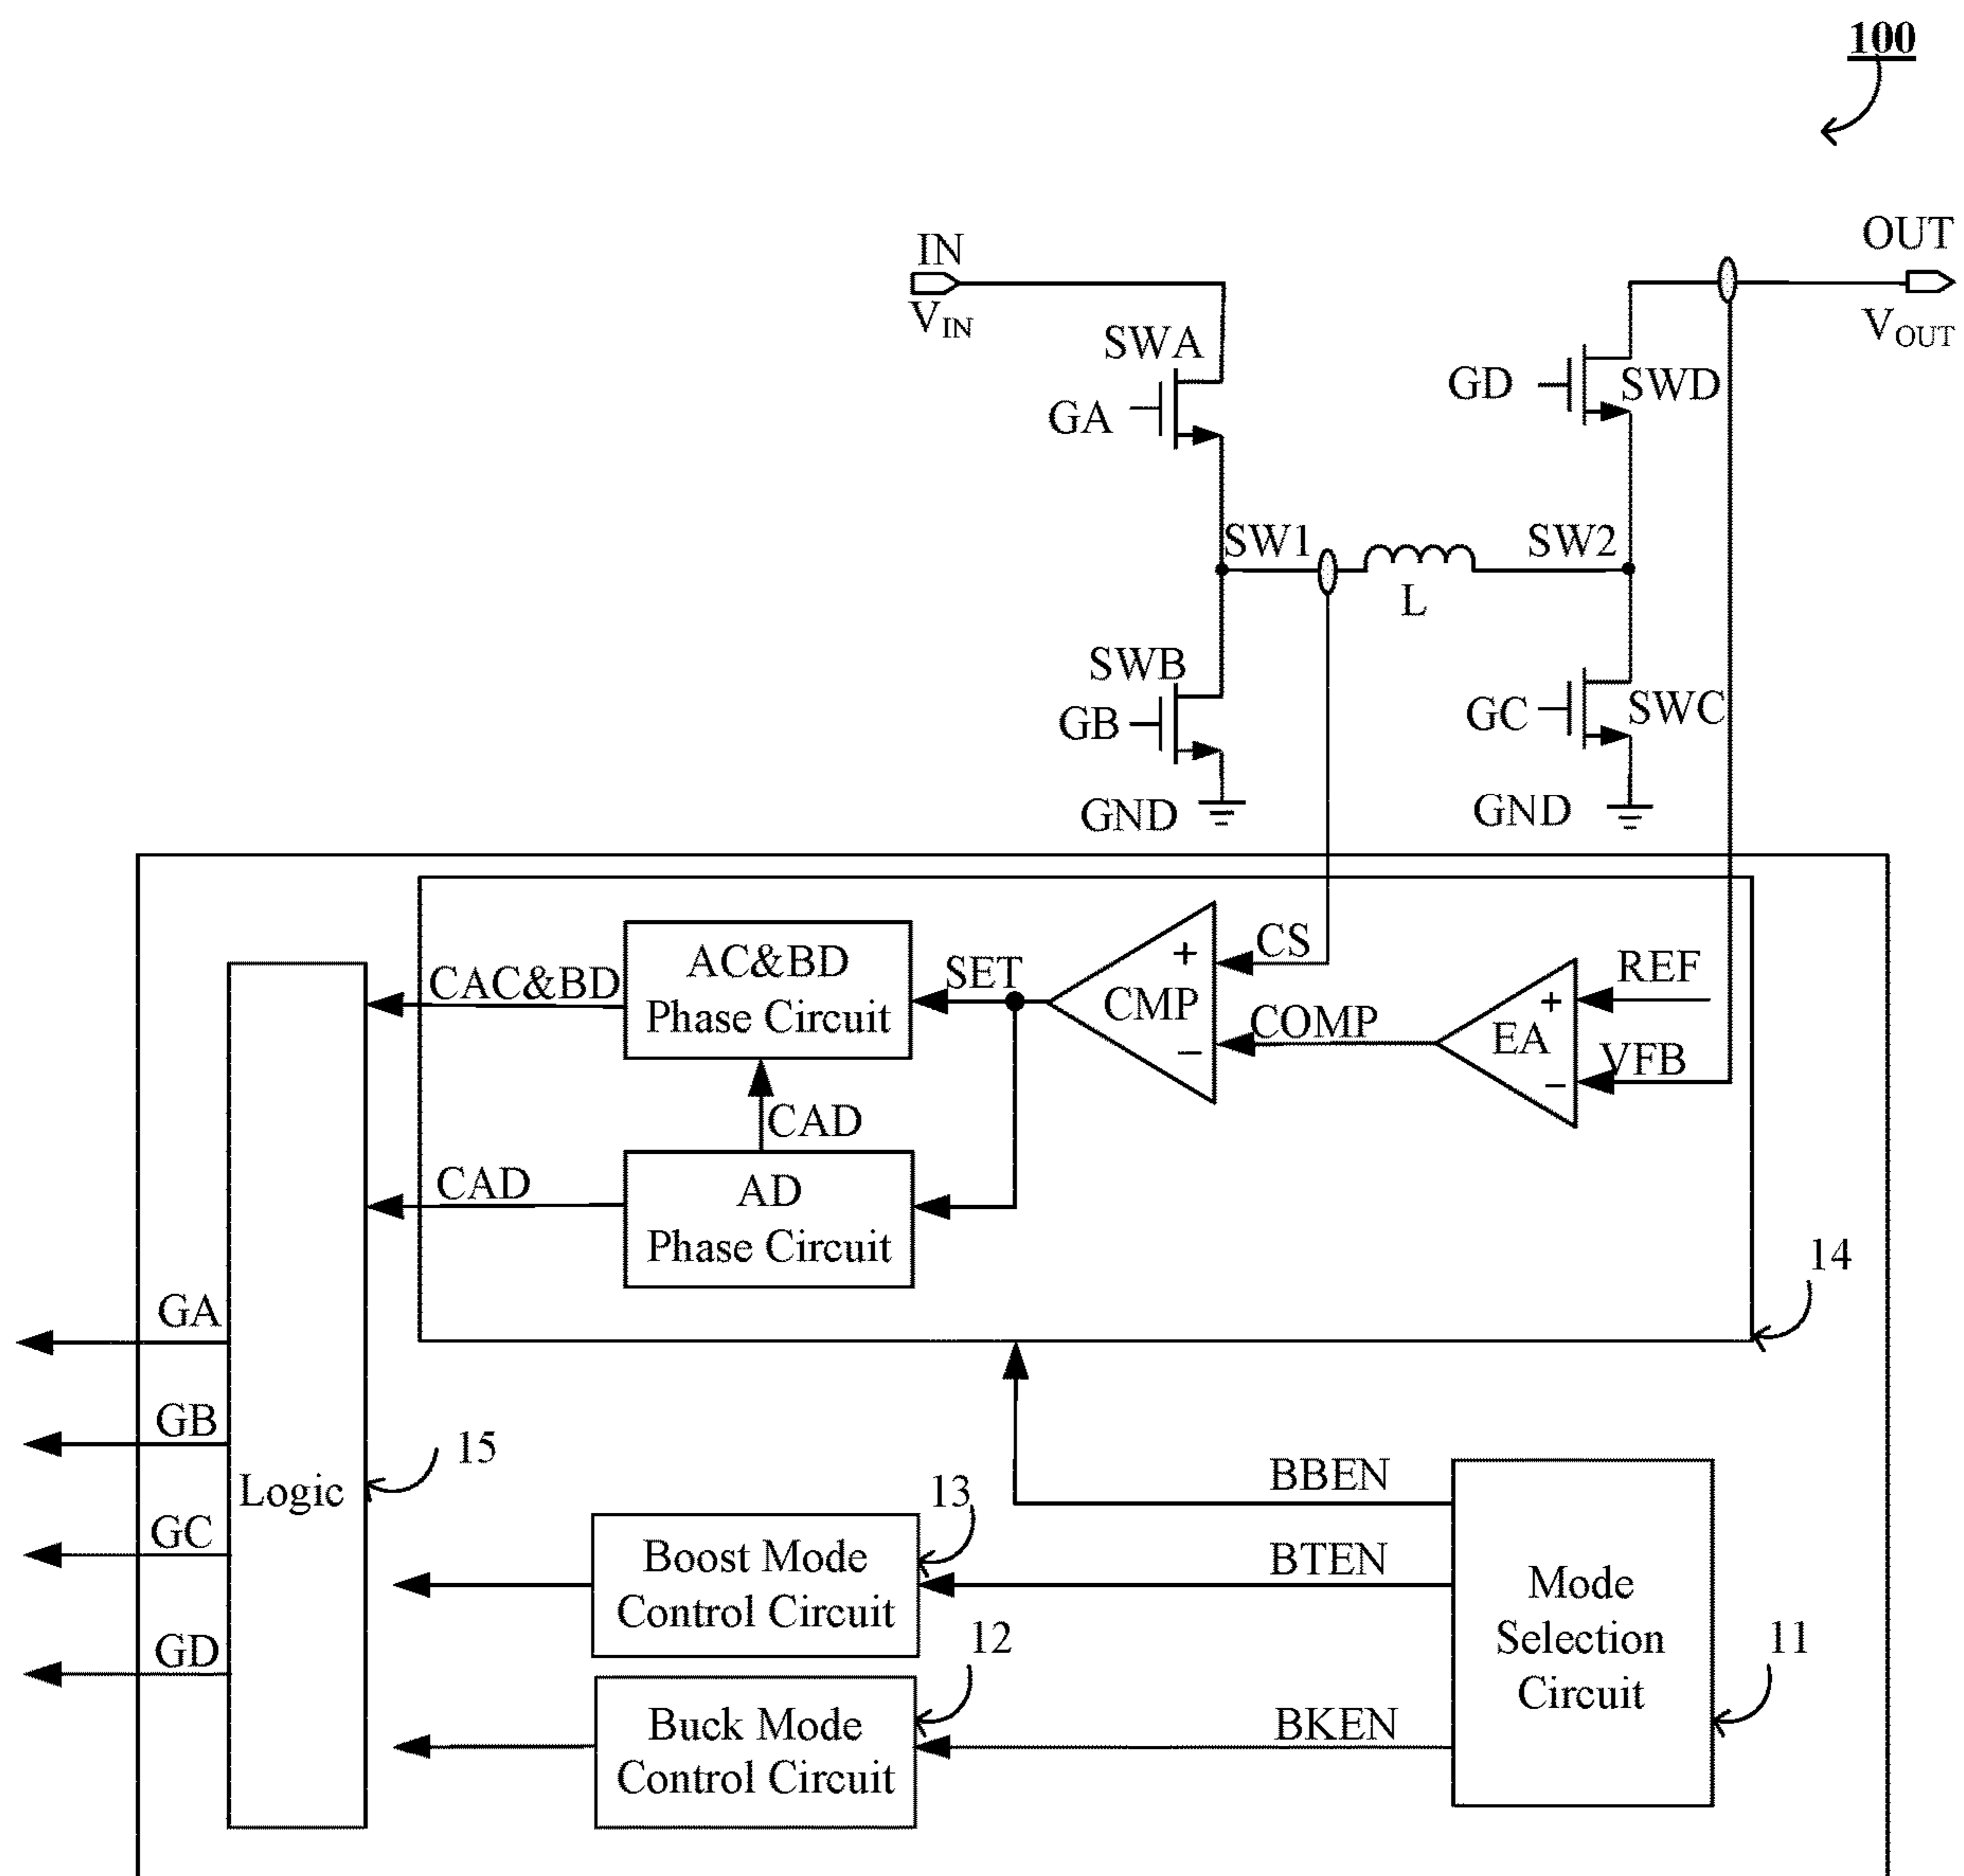 100
IN
OUT
VIN
VOUT
SWA
GD
SWD
GA
SW1
SW2
L
SWB
GB
GC
SWC
GND
GND
AC&BD
Phase Circuit
CAC&BD
SET
CS
+
CMP
−
COMP
REF
+
EA
VFB
−
CAD
CAD
AD
Phase Circuit
14
GA
GB
15
Logic
GC
GD
BBEN
13
Boost Mode
Control Circuit
BTEN
12
Buck Mode
Control Circuit
BKEN
Mode
Selection
Circuit
11